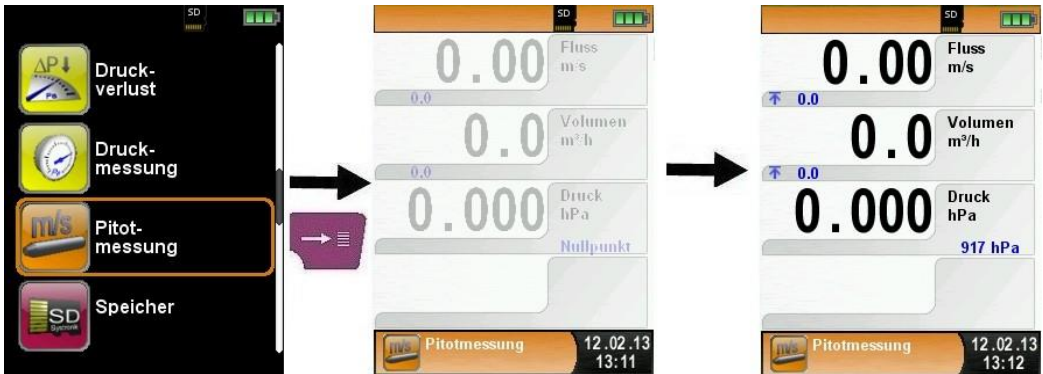 SD
ΔP
Pa
Druck-
verlust
Druck-
messung
m/s
Pitot-
messung
SD
Speicher
SD
0.00
Fluss
m/s
0.0
0.0
Volumen
m³/h
0.0
0.000
Druck
hPa
Nullpunkt
m/s
Pitotmessung
12.02.13
13:11
SD
0.00
Fluss
m/s
0.0
0.0
Volumen
m³/h
0.0
0.000
Druck
hPa
917 hPa
m/s
Pitotmessung
12.02.13
13:12